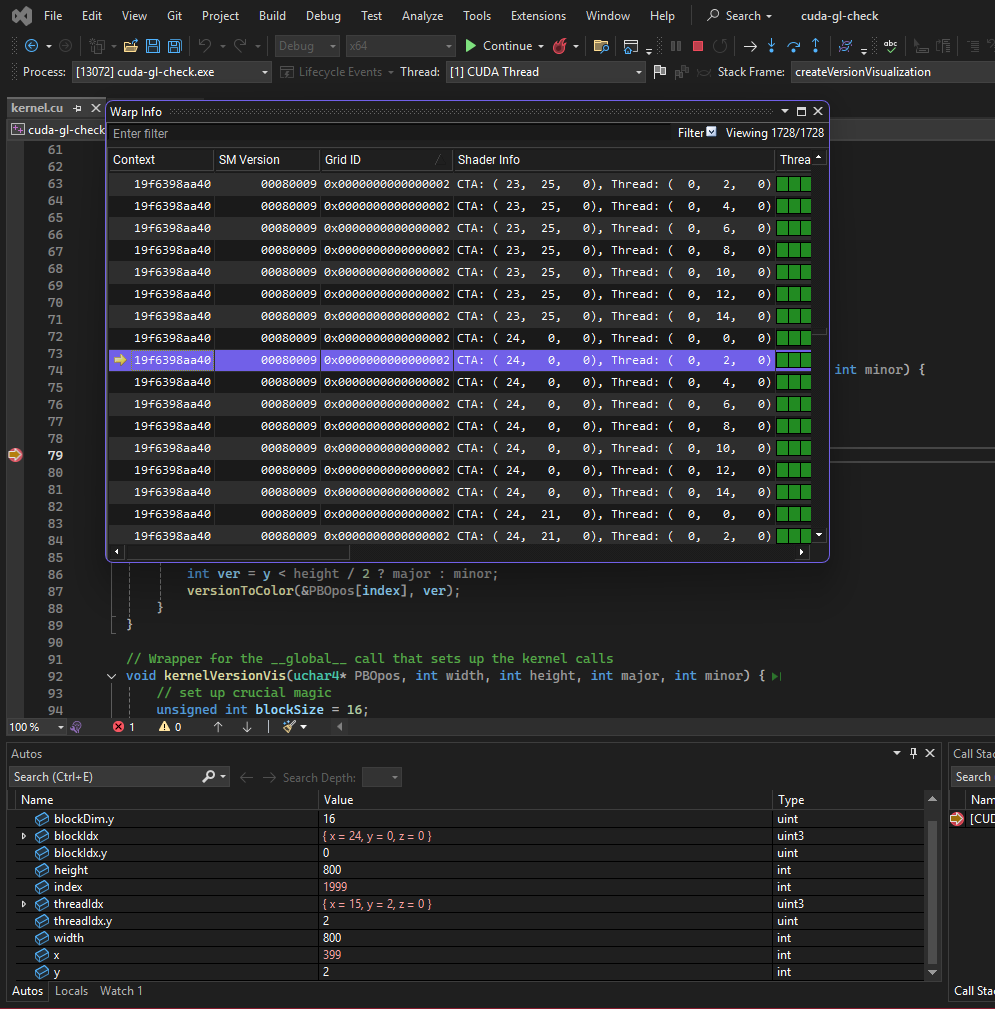 File Edit View Git Project Build Debug Test Analyze Tools Extensions Window Help Search cuda-gl-check
Debug x64 Continue
Process: [13072] cuda-gl-check.exe Lifecycle Events Thread: [1] CUDA Thread Stack Frame: createVersionVisualization
kernel.cu
cuda-gl-check
Warp Info
Enter filter Filter Viewing 1728/1728
Context SM Version Grid ID Shader Info Threa
19f6398aa40 00080009 0x0000000000000002 CTA: ( 23, 25, 0), Thread: ( 0, 2, 0)
19f6398aa40 00080009 0x0000000000000002 CTA: ( 23, 25, 0), Thread: ( 0, 4, 0)
19f6398aa40 00080009 0x0000000000000002 CTA: ( 23, 25, 0), Thread: ( 0, 6, 0)
19f6398aa40 00080009 0x0000000000000002 CTA: ( 23, 25, 0), Thread: ( 0, 8, 0)
19f6398aa40 00080009 0x0000000000000002 CTA: ( 23, 25, 0), Thread: ( 0, 10, 0)
19f6398aa40 00080009 0x0000000000000002 CTA: ( 23, 25, 0), Thread: ( 0, 12, 0)
19f6398aa40 00080009 0x0000000000000002 CTA: ( 23, 25, 0), Thread: ( 0, 14, 0)
19f6398aa40 00080009 0x0000000000000002 CTA: ( 24, 0, 0), Thread: ( 0, 0, 0)
19f6398aa40 00080009 0x0000000000000002 CTA: ( 24, 0, 0), Thread: ( 0, 2, 0)
19f6398aa40 00080009 0x0000000000000002 CTA: ( 24, 0, 0), Thread: ( 0, 4, 0)
19f6398aa40 00080009 0x0000000000000002 CTA: ( 24, 0, 0), Thread: ( 0, 6, 0)
19f6398aa40 00080009 0x0000000000000002 CTA: ( 24, 0, 0), Thread: ( 0, 8, 0)
19f6398aa40 00080009 0x0000000000000002 CTA: ( 24, 0, 0), Thread: ( 0, 10, 0)
19f6398aa40 00080009 0x0000000000000002 CTA: ( 24, 0, 0), Thread: ( 0, 12, 0)
19f6398aa40 00080009 0x0000000000000002 CTA: ( 24, 0, 0), Thread: ( 0, 14, 0)
19f6398aa40 00080009 0x0000000000000002 CTA: ( 24, 21, 0), Thread: ( 0, 0, 0)
19f6398aa40 00080009 0x0000000000000002 CTA: ( 24, 21, 0), Thread: ( 0, 2, 0)
61
62
63
64
65
66
67
68
69
70
71
72
73
74 int minor) {
75
76
77
78
79
80
81
82
83
84
85
86 int ver = y < height / 2 ? major : minor;
87 versionToColor(&PBOpos[index], ver);
88 }
89 }
90
91 // Wrapper for the __global__ call that sets up the kernel calls
92 void kernelVersionVis(uchar4* PBOpos, int width, int height, int major, int minor) {
93 // set up crucial magic
94 unsigned int blockSize = 16;
100 % 1 0
Autos
Search (Ctrl+E) Search Depth:
Name Value Type
blockDim.y 16 uint
blockIdx { x = 24, y = 0, z = 0 } uint3
blockIdx.y 0 uint
height 800 int
index 1999 int
threadIdx { x = 15, y = 2, z = 0 } uint3
threadIdx.y 2 uint
width 800 int
x 399 int
y 2 int
Autos Locals Watch 1
Call Stac
Search
Nam
[CUD
Call Stac